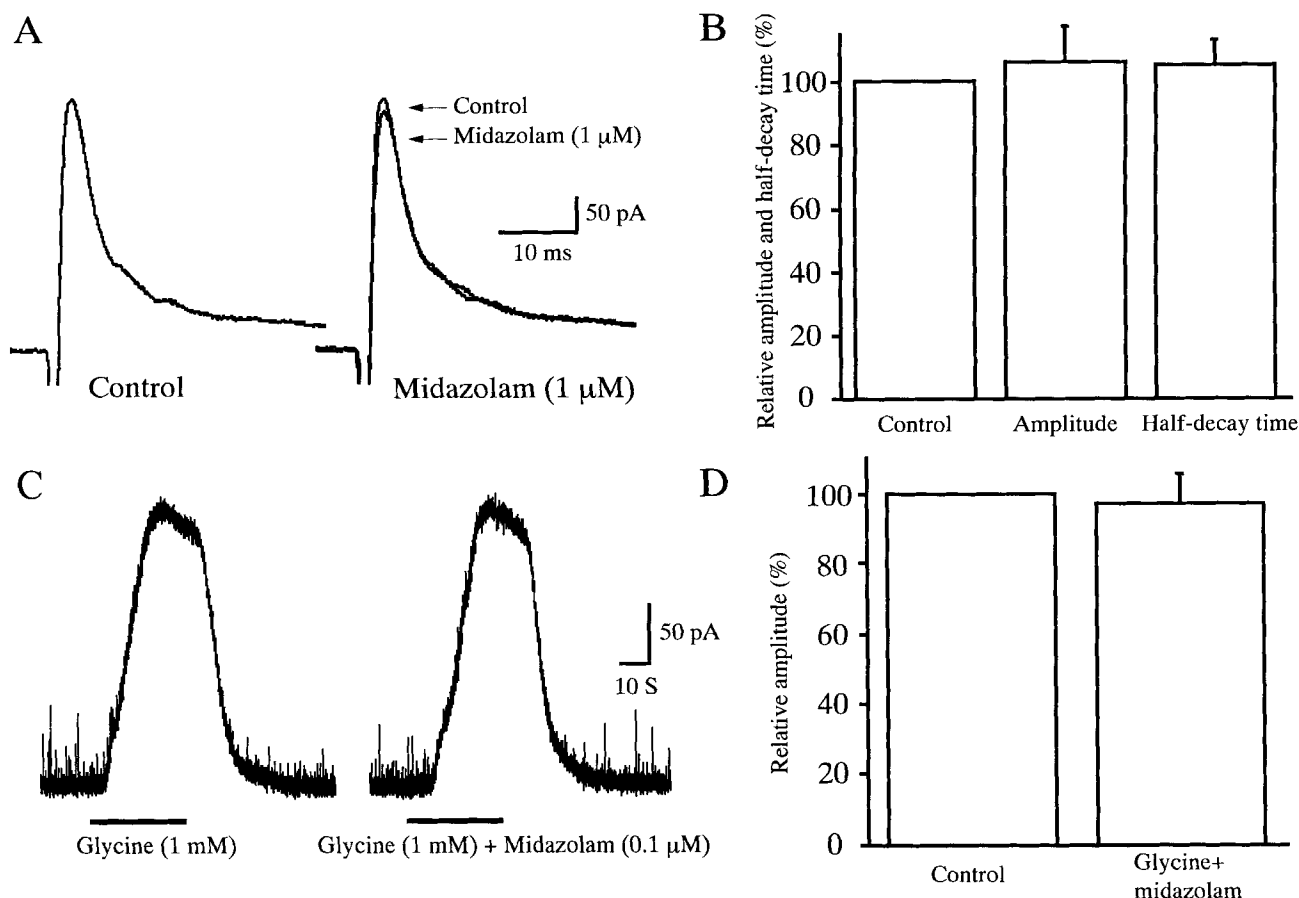 A
Control
Midazolam (1 μM)
50 pA
10 ms
Control
Midazolam (1 μM)
B
Relative amplitude and half-decay time (%)
100
80
60
40
20
0
Control
Amplitude
Half-decay time
C
50 pA
10 S
Glycine (1 mM)
Glycine (1 mM) + Midazolam (0.1 μM)
D
Relative amplitude (%)
100
80
60
40
20
0
Control
Glycine+
midazolam